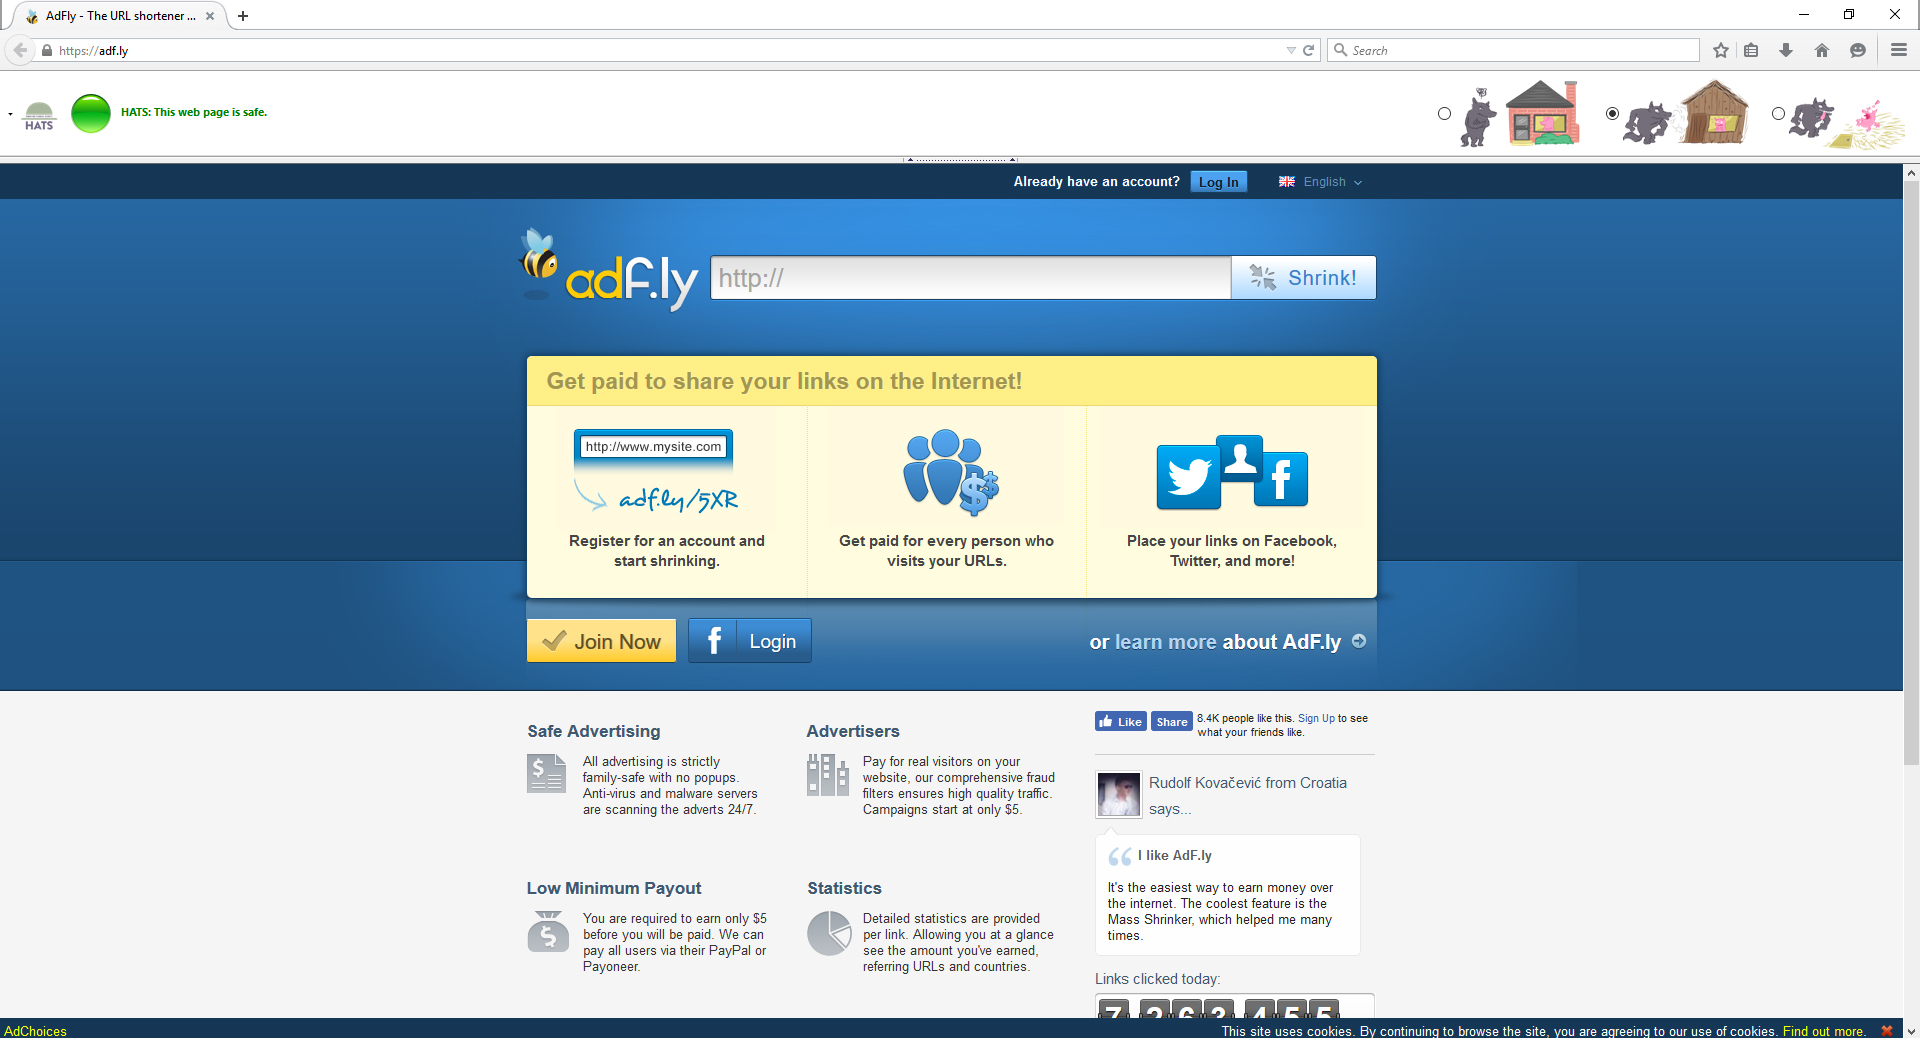 AdFly - The URL shortener ...
https://adf.ly
Search
HATS
HATS: This web page is safe.
Already have an account?
Log In
English
adf.ly
http://
Shrink!
Get paid to share your links on the Internet!
http://www.mysite.com
adf.ly/5XR
Register for an account and
start shrinking.
Get paid for every person who
visits your URLs.
Place your links on Facebook,
Twitter, and more!
Join Now
Login
or learn more about AdF.ly
Safe Advertising
All advertising is strictly
family-safe with no popups.
Anti-virus and malware servers
are scanning the adverts 24/7.
Advertisers
Pay for real visitors on your
website, our comprehensive fraud
filters ensures high quality traffic.
Campaigns start at only $5.
Like
Share
8.4K people like this. Sign Up to see
what your friends like.
Rudolf Kovačević from Croatia
says...
I like AdF.ly
It's the easiest way to earn money over
the internet. The coolest feature is the
Mass Shrinker, which helped me many
times.
Low Minimum Payout
You are required to earn only $5
before you will be paid. We can
pay all users via their PayPal or
Payoneer.
Statistics
Detailed statistics are provided
per link. Allowing you at a glance
see the amount you've earned,
referring URLs and countries.
Links clicked today:
7 263 455
AdChoices
This site uses cookies. By continuing to browse the site, you are agreeing to our use of cookies. Find out more.